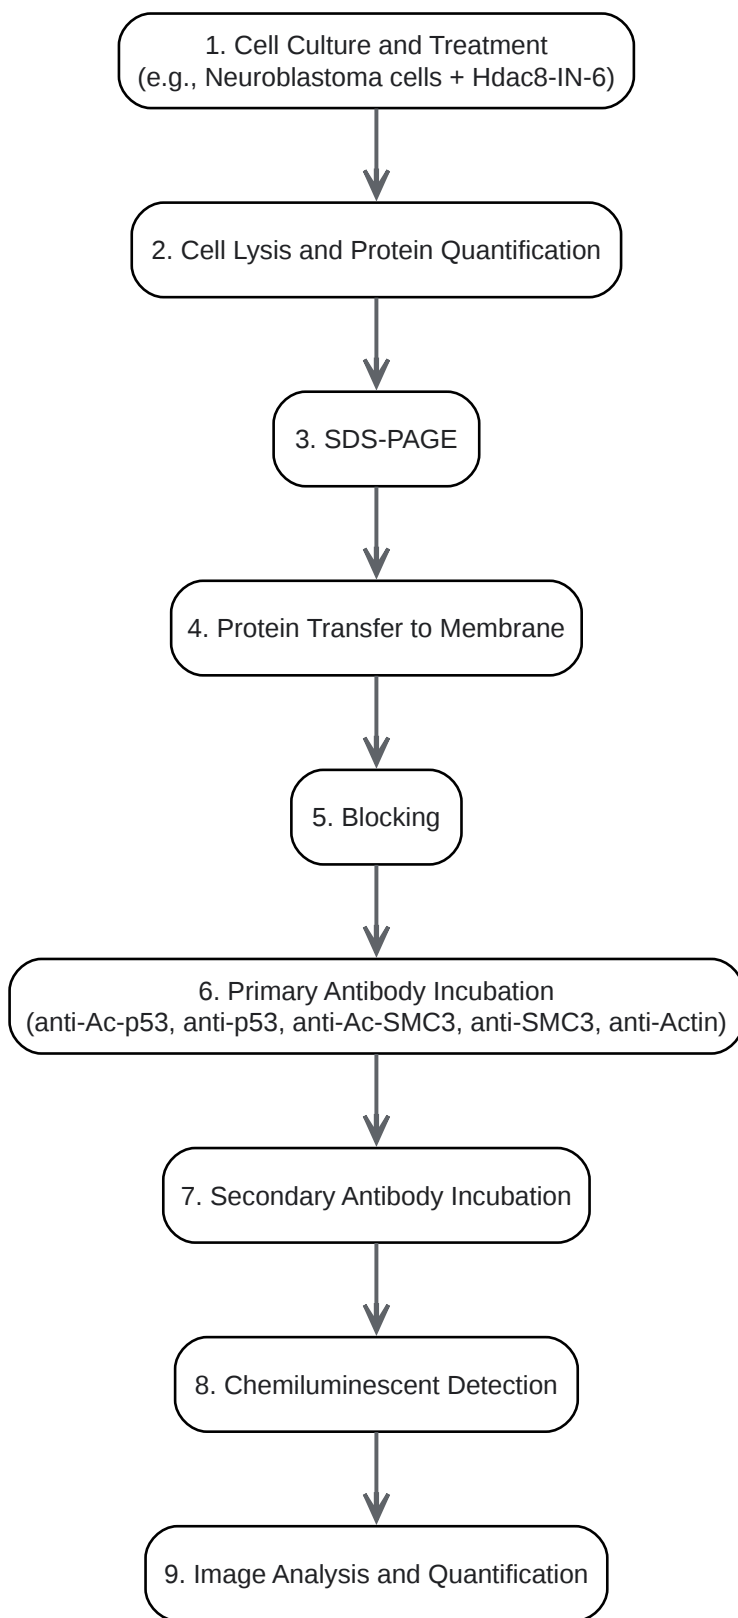 1. Cell Culture and Treatment
(e.g., Neuroblastoma cells + Hdac8-IN-6)
2. Cell Lysis and Protein Quantification
3. SDS-PAGE
4. Protein Transfer to Membrane
5. Blocking
6. Primary Antibody Incubation
(anti-Ac-p53, anti-p53, anti-Ac-SMC3, anti-SMC3, anti-Actin)
7. Secondary Antibody Incubation
8. Chemiluminescent Detection
9. Image Analysis and Quantification